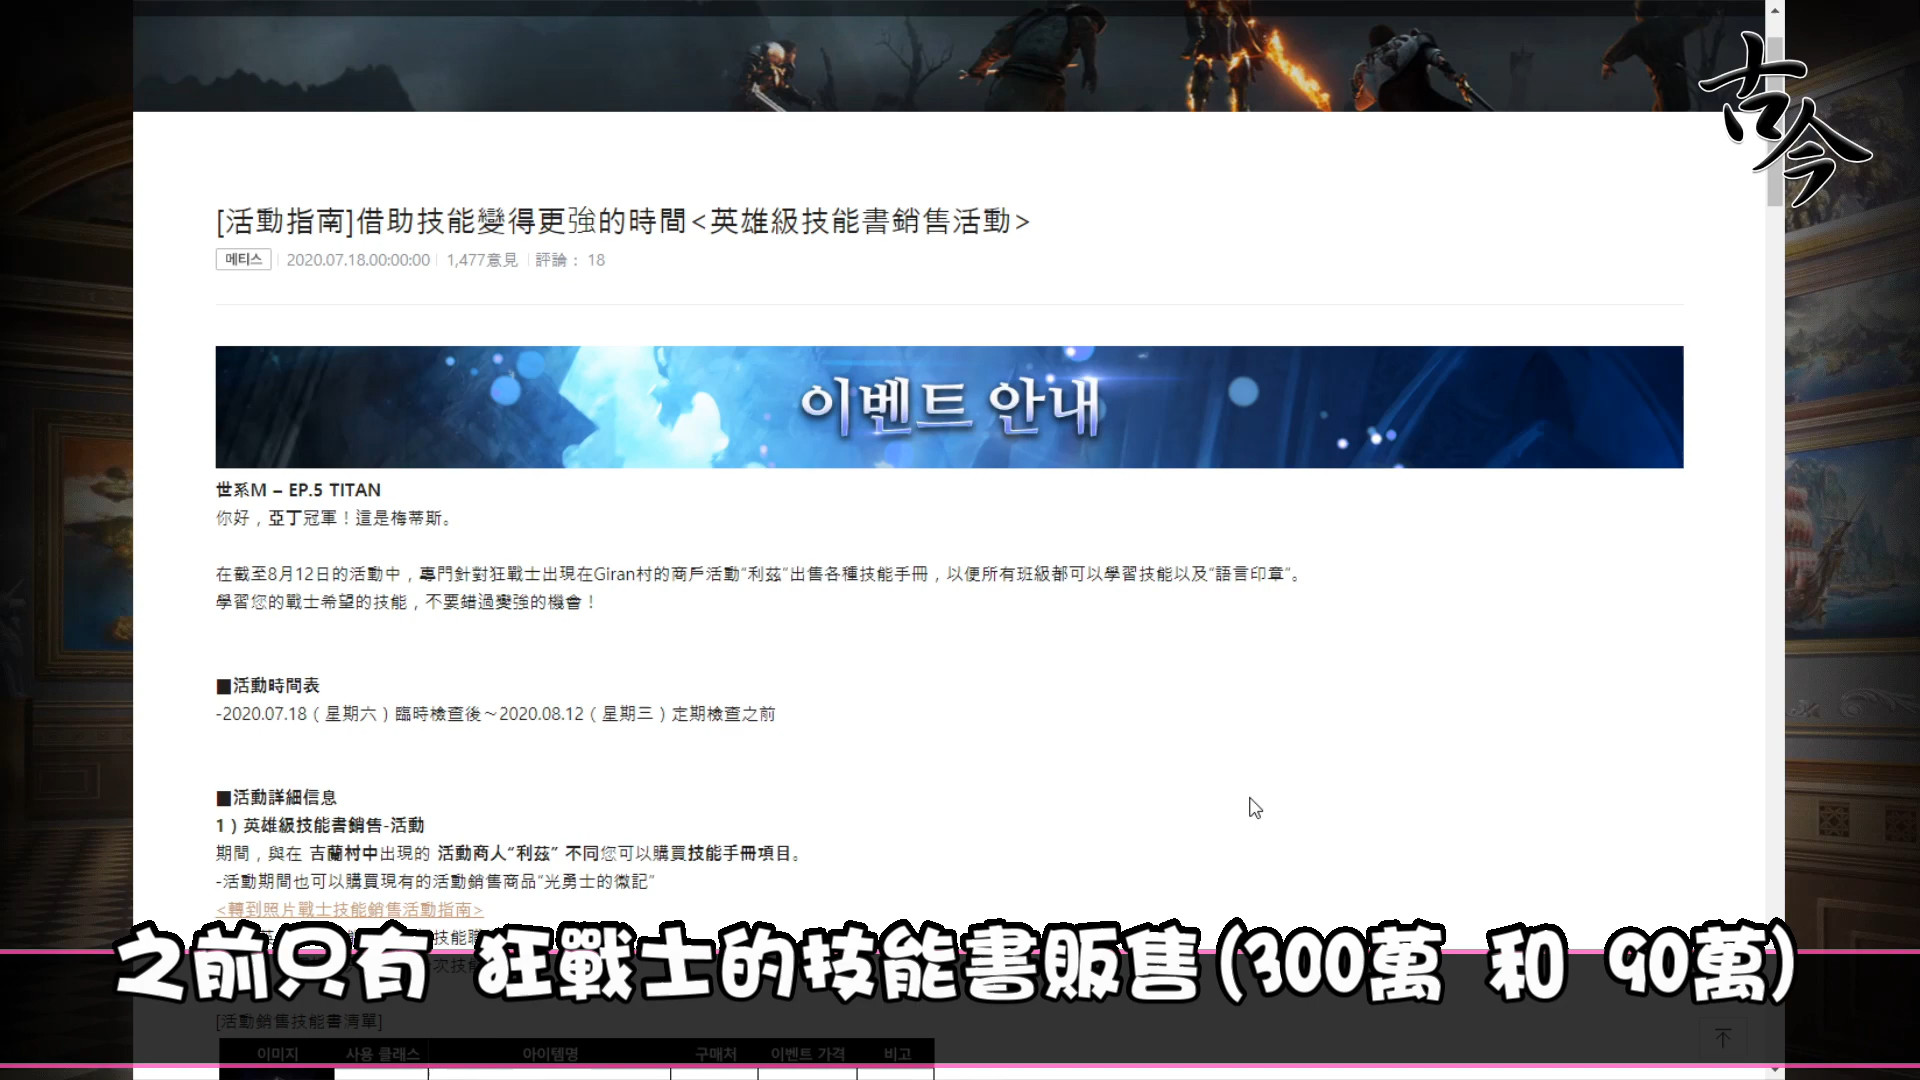 古今
[活動指南]借助技能變得更強的時間<英雄級技能書銷售活動>
메티스 2020.07.18.00:00:00 1,477意見 評論： 18
이벤트 안내
世系M – EP.5 TITAN
你好，亞丁冠軍！這是梅蒂斯。
在截至8月12日的活動中，專門針對狂戰士出現在Giran村的商戶活動“利茲”出售各種技能手冊，以便所有班級都可以學習技能以及“語言印章”。
學習您的戰士希望的技能，不要錯過變強的機會！
■活動時間表
-2020.07.18（星期六）臨時檢查後～2020.08.12（星期三）定期檢查之前
■活動詳細信息
1）英雄級技能書銷售-活動
期間，與在 吉蘭村中出現的 活動商人“利茲” 不同您可以購買技能手冊項目。
-活動期間也可以購買現有的活動銷售商品“光勇士的徽記”
<轉到照片戰士技能銷售活動指南>
之前只有 狂戰士的技能書販售(300萬 和 90萬)
[活動銷售技能書清單]
이미지 사용 클래스 아이템명 구매처 이벤트 가격 비고